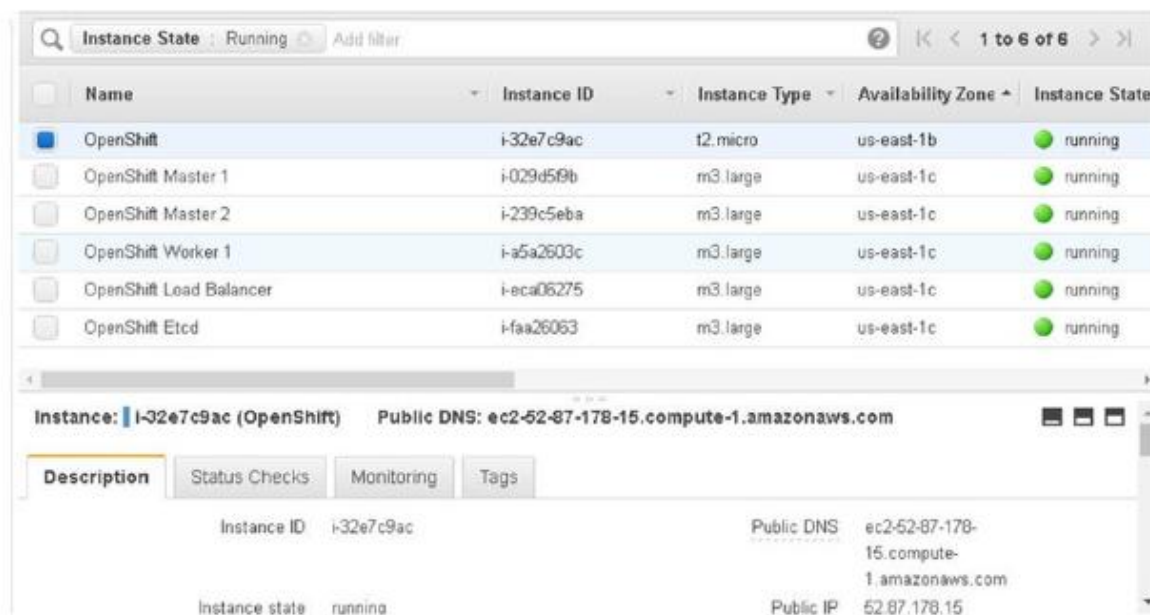 Instance State : Running Add filter 1 to 6 of 6
Name Instance ID Instance Type Availability Zone Instance State
OpenShift i-32e7c9ac t2.micro us-east-1b running
OpenShift Master 1 i-029d5f9b m3.large us-east-1c running
OpenShift Master 2 i-239c5eba m3.large us-east-1c running
OpenShift Worker 1 i-a5a2603c m3.large us-east-1c running
OpenShift Load Balancer i-eca06275 m3.large us-east-1c running
OpenShift Etcd i-faa26063 m3.large us-east-1c running
Instance: i-32e7c9ac (OpenShift) Public DNS: ec2-52-87-178-15.compute-1.amazonaws.com
Description Status Checks Monitoring Tags
Instance ID i-32e7c9ac Public DNS ec2-52-87-178-
15.compute-
1.amazonaws.com
Instance state running Public IP 52.87.178.15